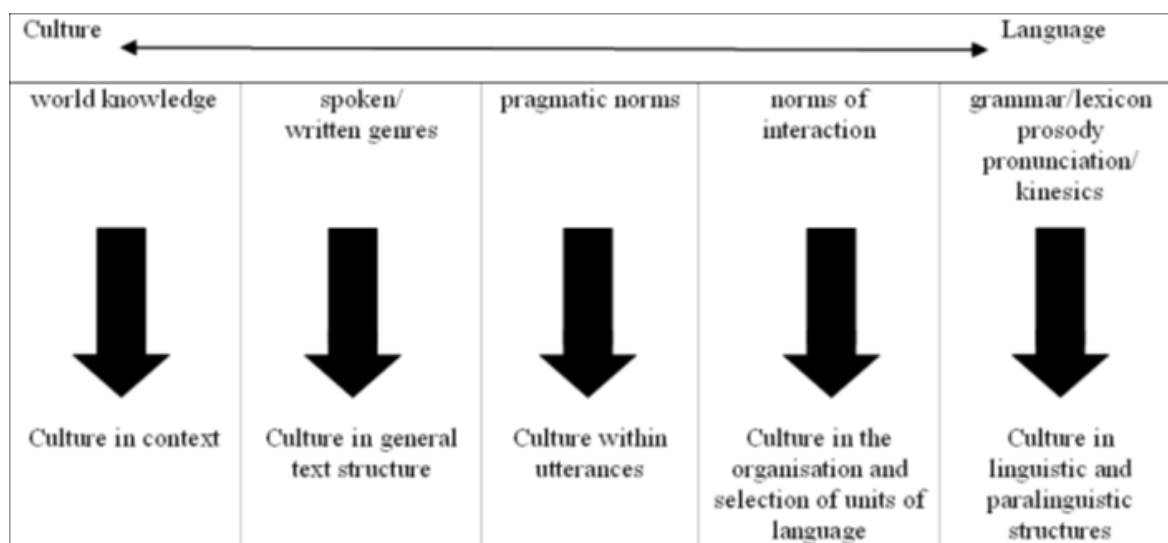 Culture
Language
world knowledge
spoken/
written genres
pragmatic norms
norms of
interaction
grammar/lexicon
prosody
pronunciation/
kinesics
Culture in context
Culture in general
text structure
Culture within
utterances
Culture in the
organisation and
selection of units of
language
Culture in
linguistic and
paralinguistic
structures